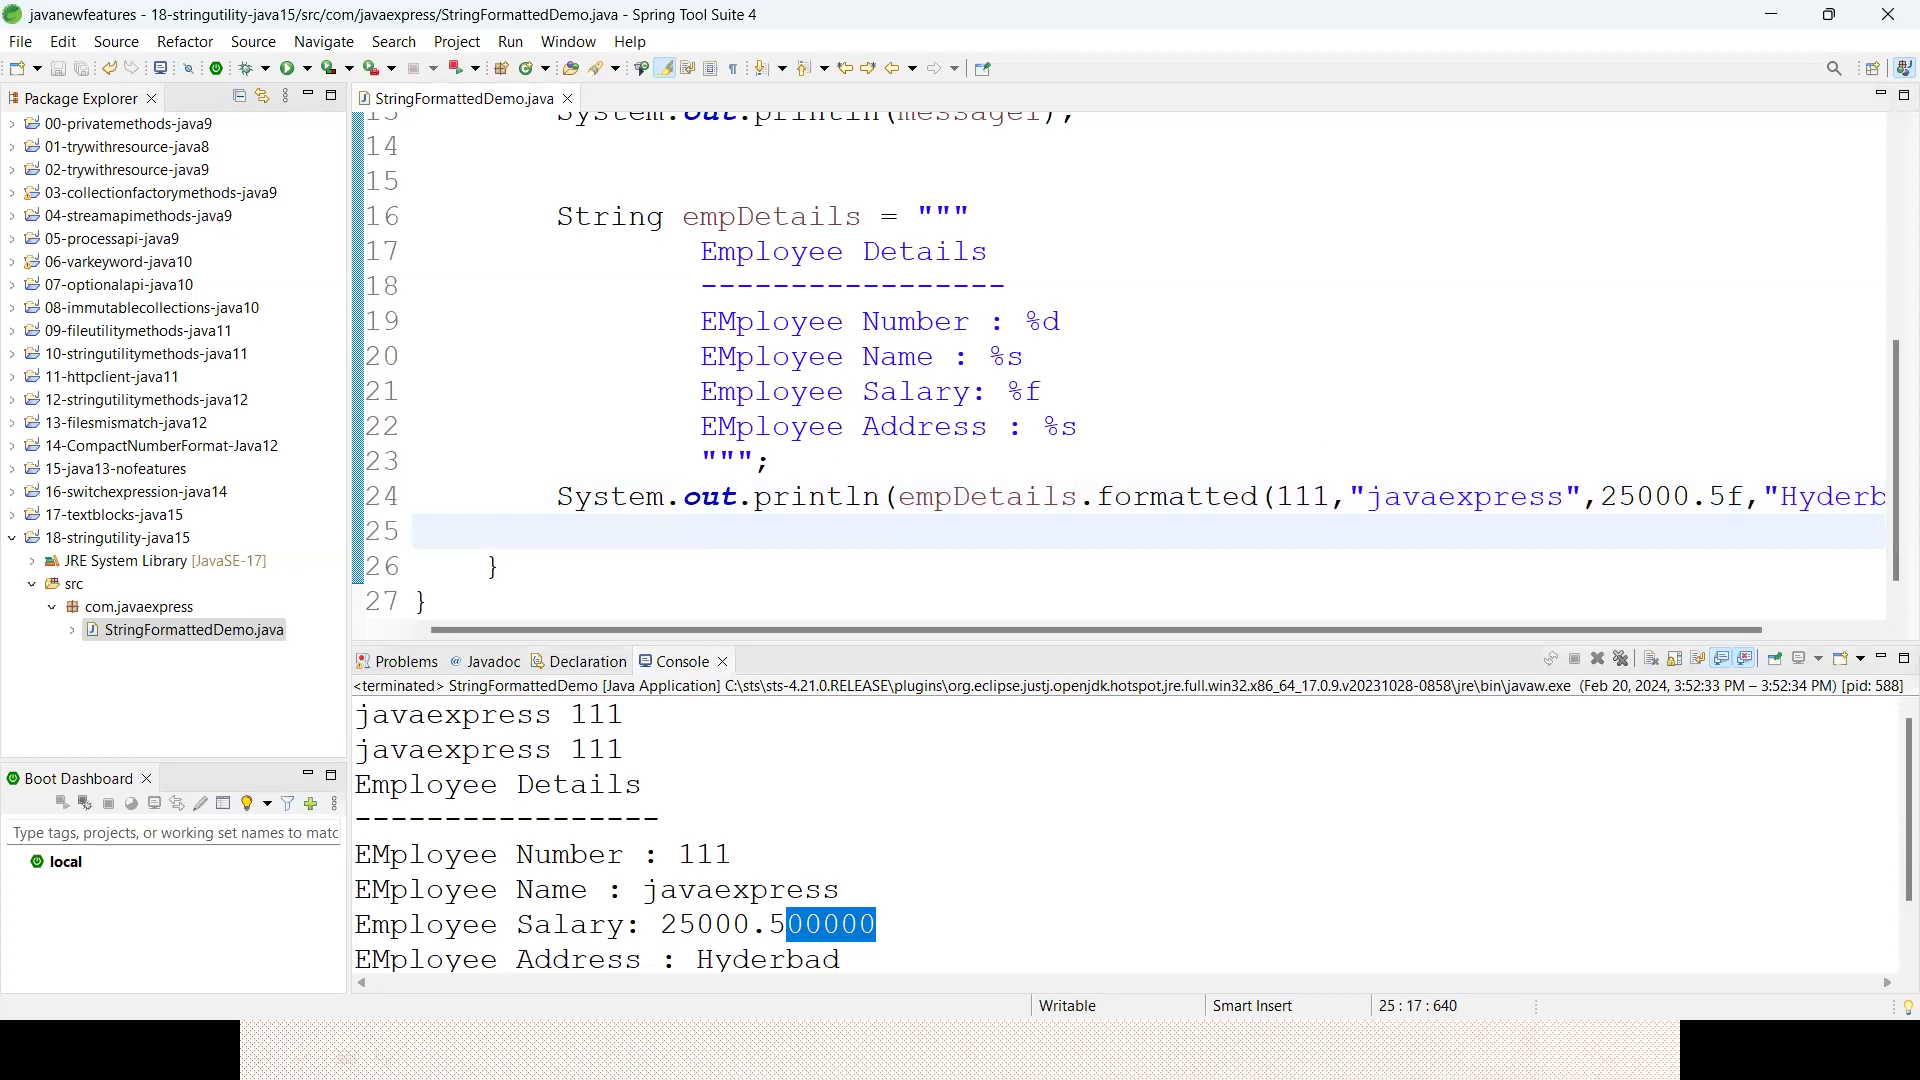 javanewfeatures - 18-stringutility-java15/src/com/javaexpress/StringFormattedDemo.java - Spring Tool Suite 4
File Edit Source Refactor Source Navigate Search Project Run Window Help
Package Explorer
00-privatemethods-java9
01-trywithresource-java8
02-trywithresource-java9
03-collectionfactorymethods-java9
04-streamapimethods-java9
05-processapi-java9
06-varkeyword-java10
07-optionalapi-java10
08-immutablecollections-java10
09-fileutilitymethods-java11
10-stringutilitymethods-java11
11-httpclient-java11
12-stringutilitymethods-java12
13-filesmismatch-java12
14-CompactNumberFormat-Java12
15-java13-nofeatures
16-switchexpression-java14
17-textblocks-java15
18-stringutility-java15
JRE System Library [JavaSE-17]
src
com.javaexpress
StringFormattedDemo.java
Boot Dashboard
Type tags, projects, or working set names to matc
local
StringFormattedDemo.java
13 System.out.println(message1);
14
15
16 String empDetails = """
17 Employee Details
18 -----------------
19 EMployee Number : %d
20 EMployee Name : %s
21 Employee Salary: %f
22 EMployee Address : %s
23 """;
24 System.out.println(empDetails.formatted(111,"javaexpress",25000.5f,"Hyderb
25
26 }
27 }
Problems @ Javadoc Declaration Console
<terminated> StringFormattedDemo [Java Application] C:\sts\sts-4.21.0.RELEASE\plugins\org.eclipse.justj.openjdk.hotspot.jre.full.win32.x86_64_17.0.9.v20231028-0858\jre\bin\javaw.exe (Feb 20, 2024, 3:52:33 PM – 3:52:34 PM) [pid: 588]
javaexpress 111
javaexpress 111
Employee Details
-----------------
EMployee Number : 111
EMployee Name : javaexpress
Employee Salary: 25000.500000
EMployee Address : Hyderbad
Writable Smart Insert 25 : 17 : 640